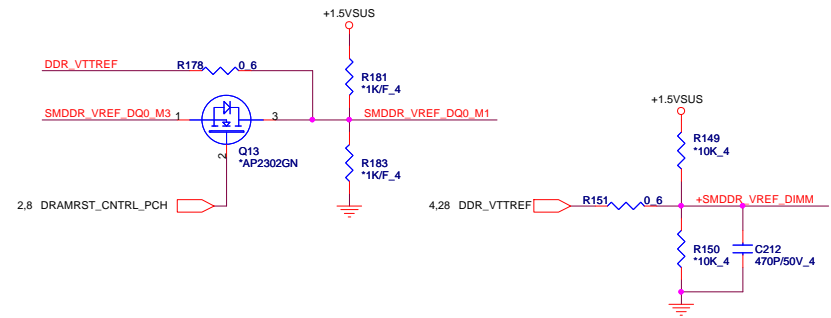 +1.5VSUS
DDR_VTTREF
R178
0_6
R181
*1K/F_4
SMDDR_VREF_DQ0_M3
1
3
SMDDR_VREF_DQ0_M1
+1.5VSUS
Q13
*AP2302GN
2
R183
*1K/F_4
R149
*10K_4
2,8 DRAMRST_CNTRL_PCH
4,28 DDR_VTTREF
R151
0_6
+SMDDR_VREF_DIMM
R150
*10K_4
C212
470P/50V_4